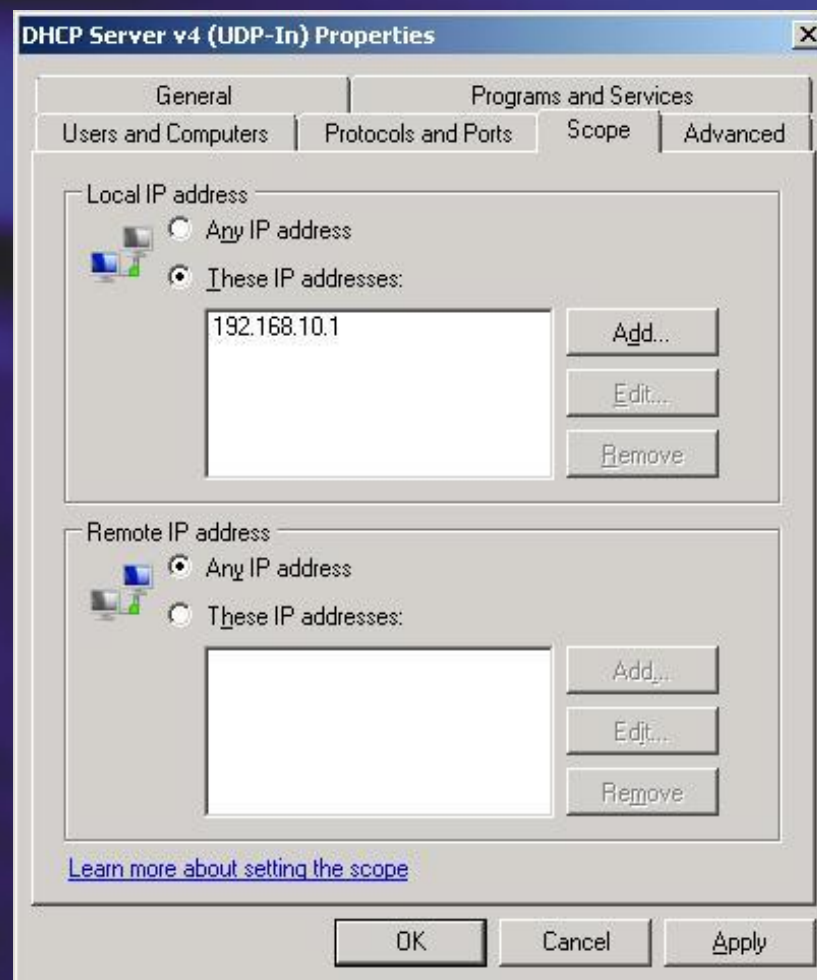 DHCP Server v4 (UDP-In) Properties
General Programs and Services
Users and Computers Protocols and Ports Scope Advanced
Local IP address
Any IP address
These IP addresses:
192.168.10.1
Add...
Edit...
Remove
Remote IP address
Any IP address
These IP addresses:
Add...
Edit...
Remove
Learn more about setting the scope
OK Cancel Apply